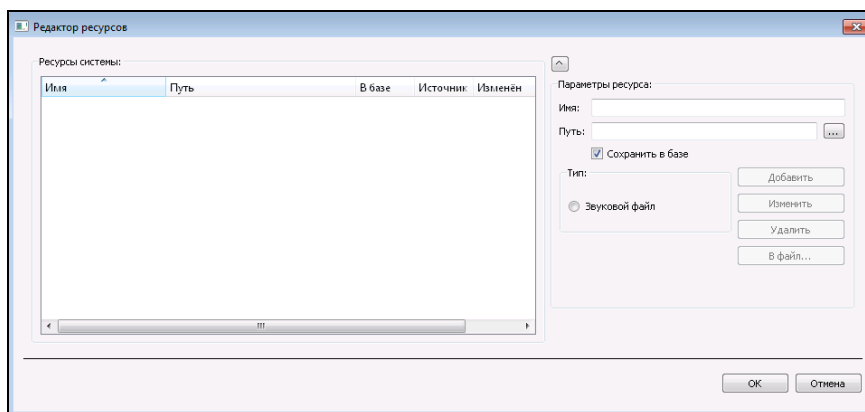 Редактор ресурсов
Ресурсы системы:
Имя Путь В базе Источник Изменён
Параметры ресурса:
Имя:
Путь: ...
Сохранить в базе
Тип:
Звуковой файл
Добавить
Изменить
Удалить
В файл...
OK Отмена